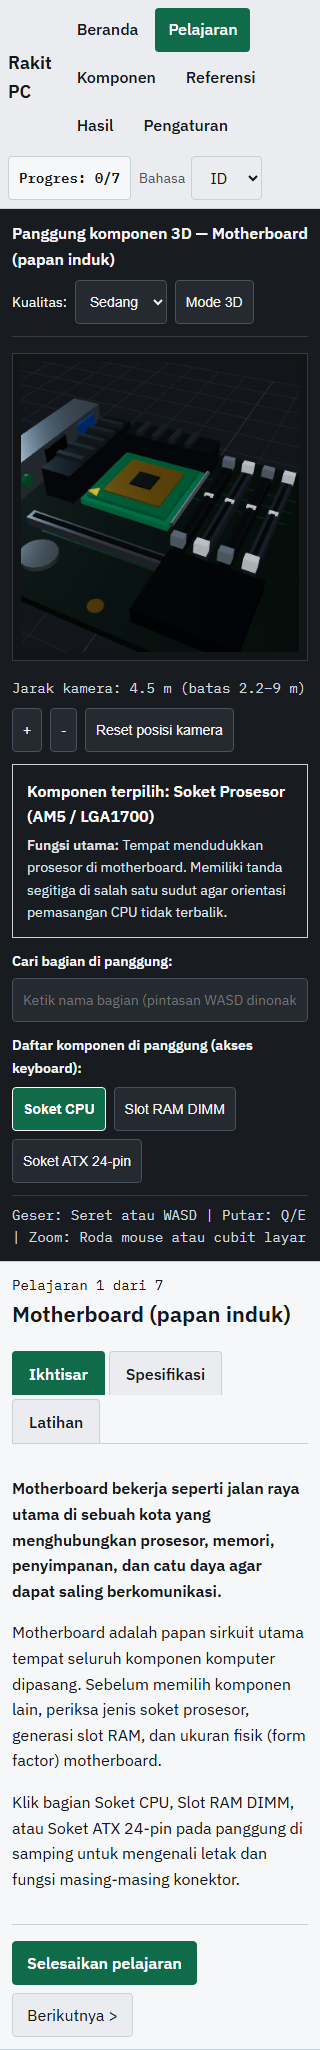 Rakit
PC
Beranda
Pelajaran
Komponen
Referensi
Hasil
Pengaturan
Progres: 0/7
Bahasa
ID
Panggung komponen 3D — Motherboard
(papan induk)
Kualitas:
Sedang
Mode 3D
Jarak kamera: 4.5 m (batas 2.2–9 m)
+
-
Reset posisi kamera
Komponen terpilih: Soket Prosesor
(AM5 / LGA1700)
Fungsi utama: Tempat mendudukkan
prosesor di motherboard. Memiliki tanda
segitiga di salah satu sudut agar orientasi
pemasangan CPU tidak terbalik.
Cari bagian di panggung:
Ketik nama bagian (pintasan WASD dinonak
Daftar komponen di panggung (akses
keyboard):
Soket CPU
Slot RAM DIMM
Soket ATX 24-pin
Geser: Seret atau WASD | Putar: Q/E
| Zoom: Roda mouse atau cubit layar
Pelajaran 1 dari 7
Motherboard (papan induk)
Ikhtisar
Spesifikasi
Latihan
Motherboard bekerja seperti jalan raya
utama di sebuah kota yang
menghubungkan prosesor, memori,
penyimpanan, dan catu daya agar
dapat saling berkomunikasi.
Motherboard adalah papan sirkuit utama
tempat seluruh komponen komputer
dipasang. Sebelum memilih komponen
lain, periksa jenis soket prosesor,
generasi slot RAM, dan ukuran fisik (form
factor) motherboard.
Klik bagian Soket CPU, Slot RAM DIMM,
atau Soket ATX 24-pin pada panggung di
samping untuk mengenali letak dan
fungsi masing-masing konektor.
Selesaikan pelajaran
Berikutnya >